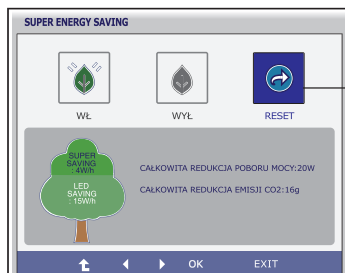 SUPER ENERGY SAVING
WŁ
WYŁ
RESET
SUPER
SAVING
: 4W/h
LED
SAVING
: 15W/h
CAŁKOWITA REDUKCJA POBORU MOCY:20W
CAŁKOWITA REDUKCJA EMISJI CO2:16g
OK
EXIT